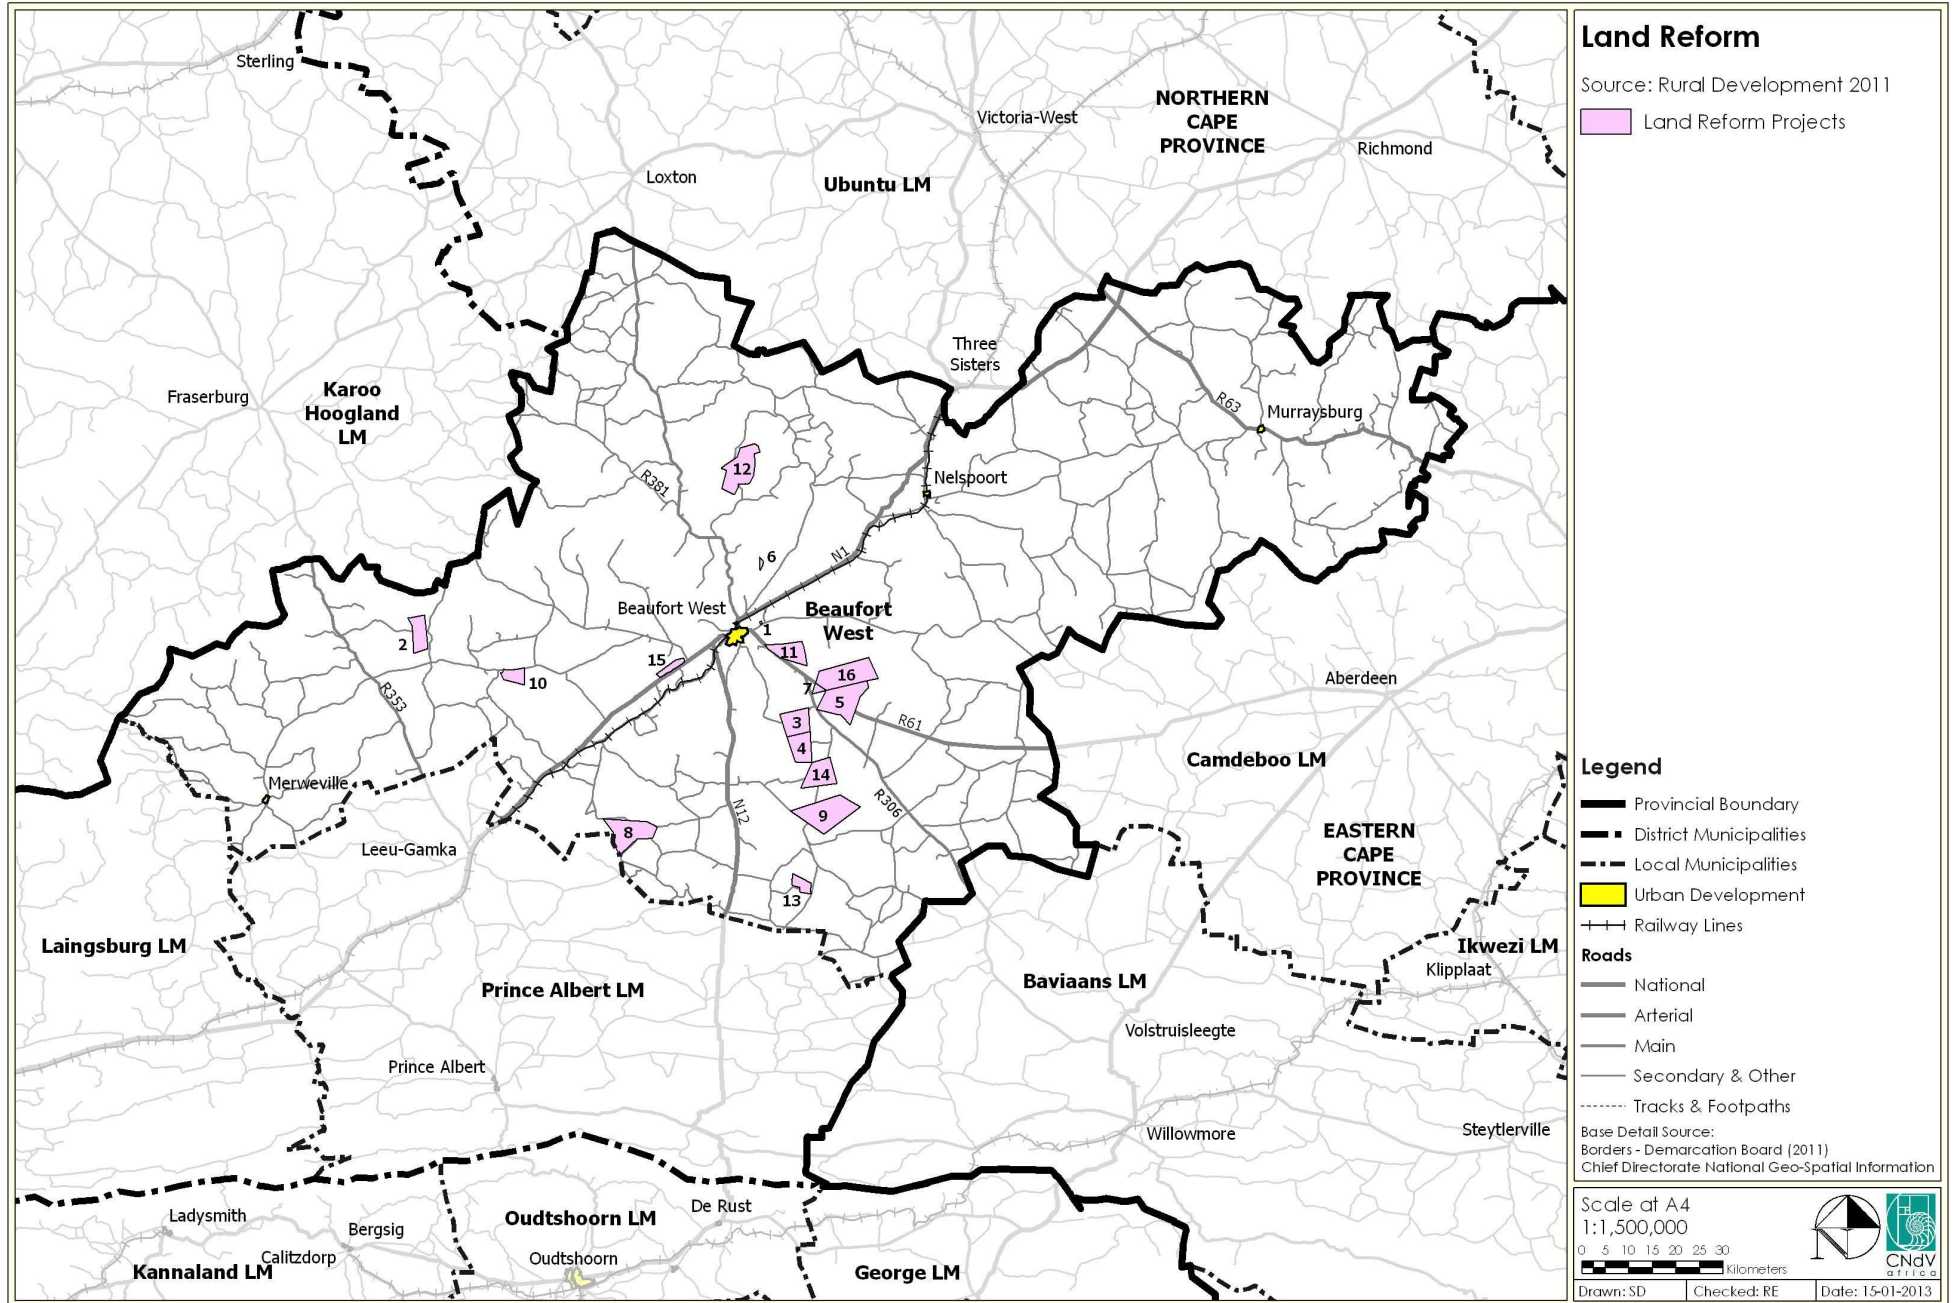 Sterling
Victoria-West
NORTHERN
CAPE
PROVINCE
Richmond
Loxton
Ubuntu LM
Three
Sisters
Fraserburg
Karoo
Hoogland
LM
R63
Murraysburg
12
R381
Nelspoort
6
N1
Beaufort West
Beaufort
West
1
2
15
11
10
16
7
5
R353
3
R61
4
Aberdeen
Camdeboo LM
14
Merweville
N12
R306
9
8
Leeu-Gamka
EASTERN
CAPE
PROVINCE
13
Laingsburg LM
Ikwezi LM
Klipplaat
Prince Albert LM
Baviaans LM
Volstruisleegte
Prince Albert
Willowmore
Steytlerville
Ladysmith
Bergsig
Oudtshoorn LM
De Rust
Calitzdorp
Kannaland LM
Oudtshoorn
George LM
Land Reform
Source: Rural Development 2011
Land Reform Projects
Legend
Provincial Boundary
District Municipalities
Local Municipalities
Urban Development
Railway Lines
Roads
National
Arterial
Main
Secondary & Other
Tracks & Footpaths
Base Detail Source:
Borders - Demarcation Board (2011)
Chief Directorate National Geo-Spatial Information
Scale at A4
1:1,500,000
0 5 10 15 20 25 30
Kilometers
N
CNdV
africa
Drawn: SD Checked: RE Date: 15-01-2013